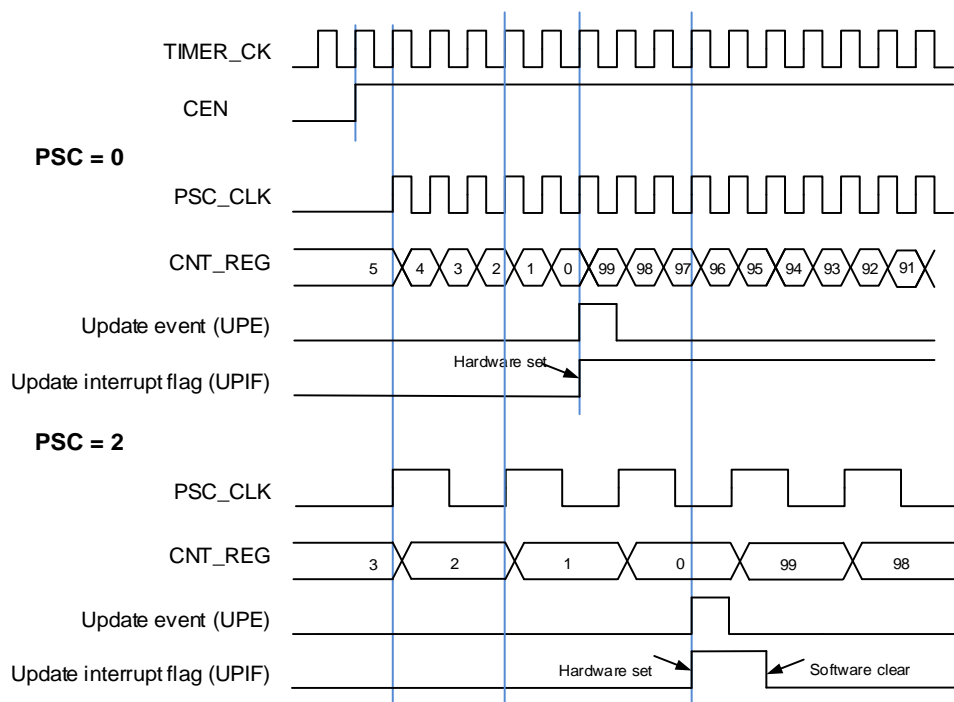 TIMER_CK
CEN
PSC = 0
PSC_CLK
CNT_REG 5 4 3 2 1 0 99 98 97 96 95 94 93 92 91
Update event (UPE)
Hardware set
Update interrupt flag (UPIF)
PSC = 2
PSC_CLK
CNT_REG 3 2 1 0 99 98
Update event (UPE)
Update interrupt flag (UPIF) Hardware set Software clear